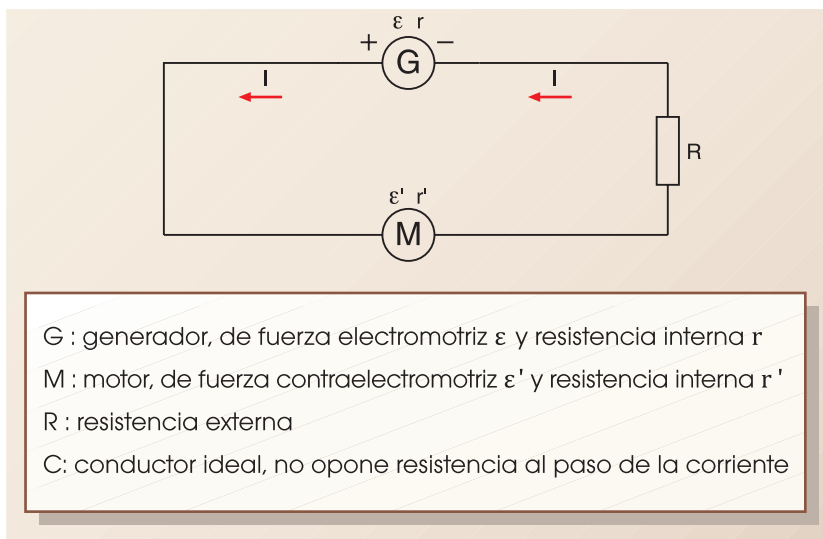 ε r
+ G −
I I
R
ε' r'
M
G : generador, de fuerza electromotriz ε y resistencia interna r
M : motor, de fuerza contraelectromotriz ε' y resistencia interna r '
R : resistencia externa
C: conductor ideal, no opone resistencia al paso de la corriente